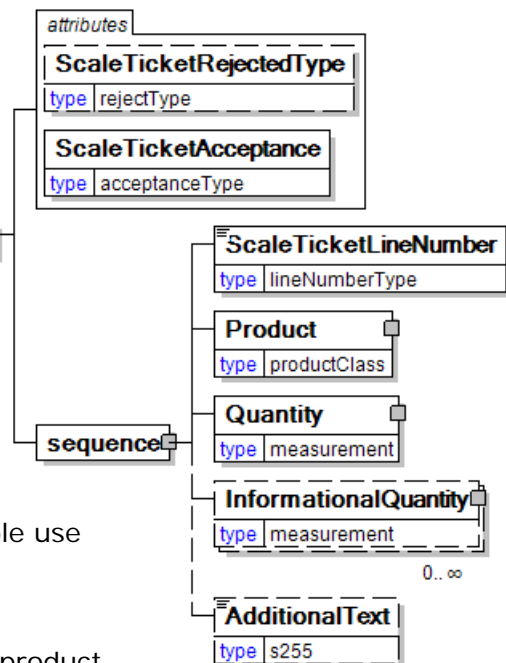 attributes
ScaleTicketRejectedType
type rejectType
ScaleTicketAcceptance
type acceptanceType
ScaleTicketLineNumber
type lineNumberType
Product
type productClass
Quantity
type measurement
sequence
InformationalQuantity
type measurement
use
0.. ∞
AdditionalText
type s255
product